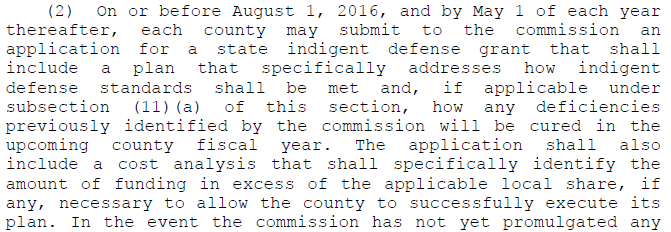 (2) On or before August 1, 2016, and by May 1 of each year
thereafter, each county may submit to the commission an
application for a state indigent defense grant that shall
include a plan that specifically addresses how indigent
defense standards shall be met and, if applicable under
subsection (11)(a) of this section, how any deficiencies
previously identified by the commission will be cured in the
upcoming county fiscal year. The application shall also
include a cost analysis that shall specifically identify the
amount of funding in excess of the applicable local share, if
any, necessary to allow the county to successfully execute its
plan. In the event the commission has not yet promulgated any